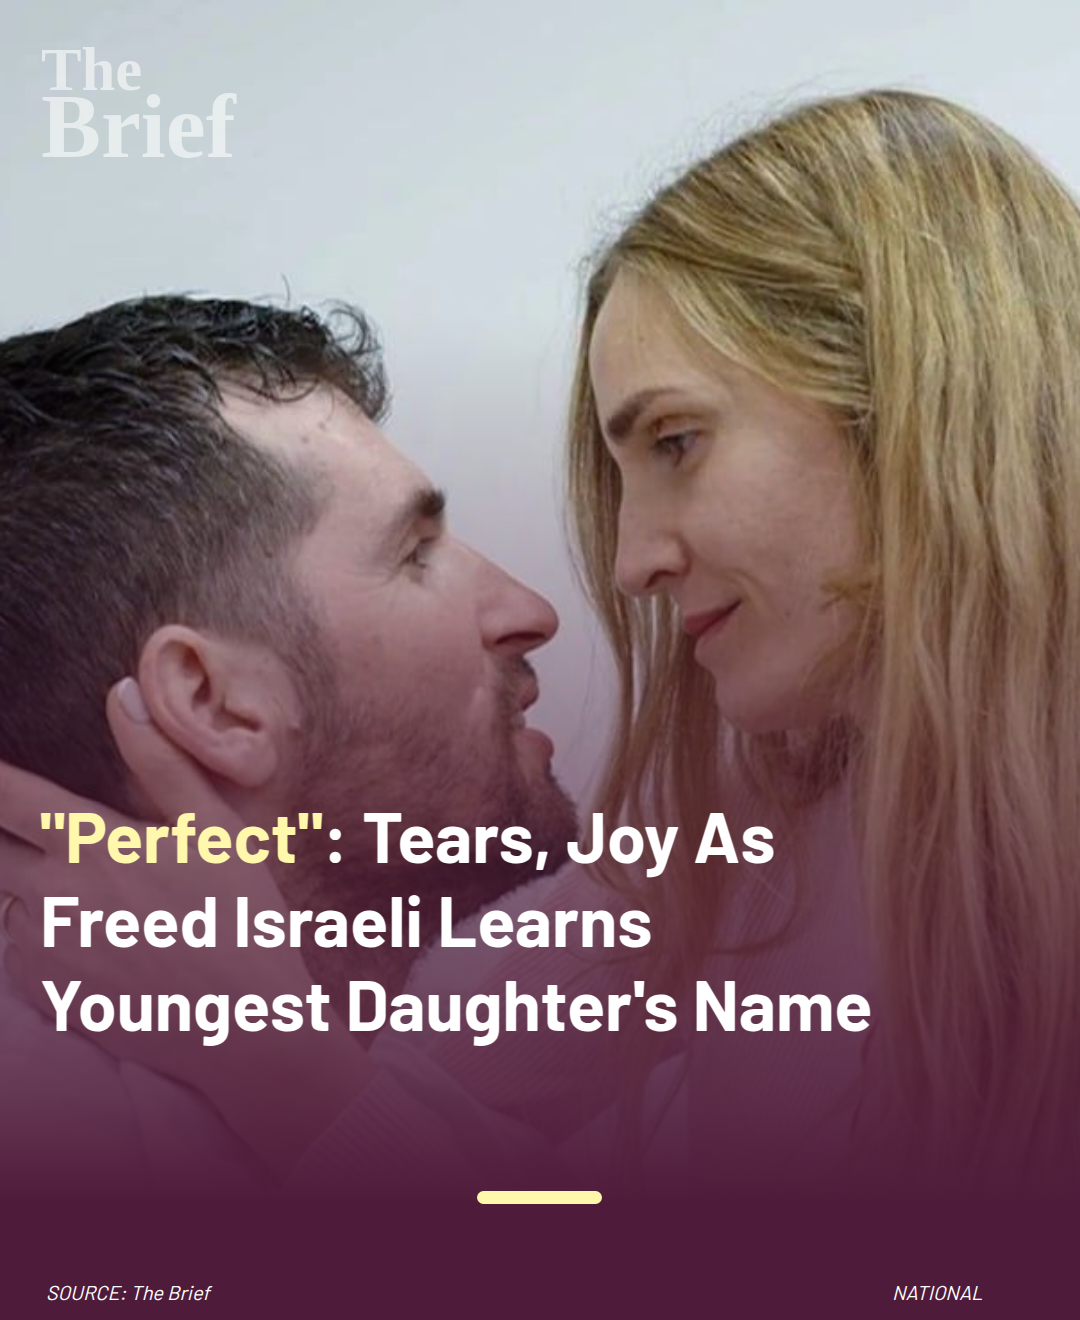 The
Brief
"Perfect": Tears, Joy As
Freed Israeli Learns
Youngest Daughter's Name
SOURCE: The Brief
NATIONAL